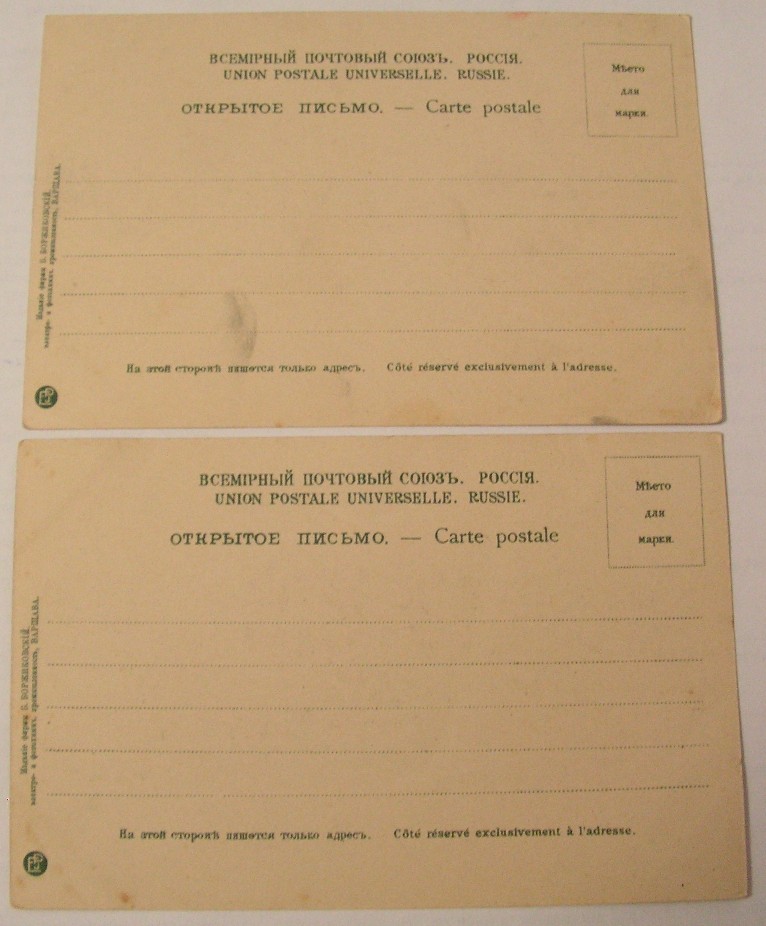 ВСЕМІРНЫЙ ПОЧТОВЫЙ СОЮЗЪ. РОССІЯ.
UNION POSTALE UNIVERSELLE. RUSSIE.
ОТКРЫТОЕ ПИСЬМО. — Carte postale
Мѣсто
для
марки.
ВАРШАВА.
На этой сторонѣ пишется только адресъ. Côté réservé exclusivement à l'adresse.
ВСЕМІРНЫЙ ПОЧТОВЫЙ СОЮЗЪ. РОССІЯ.
UNION POSTALE UNIVERSELLE. RUSSIE.
ОТКРЫТОЕ ПИСЬМО. — Carte postale
Мѣсто
для
марки.
ВАРШАВА.
На этой сторонѣ пишется только адресъ. Côté réservé exclusivement à l'adresse.